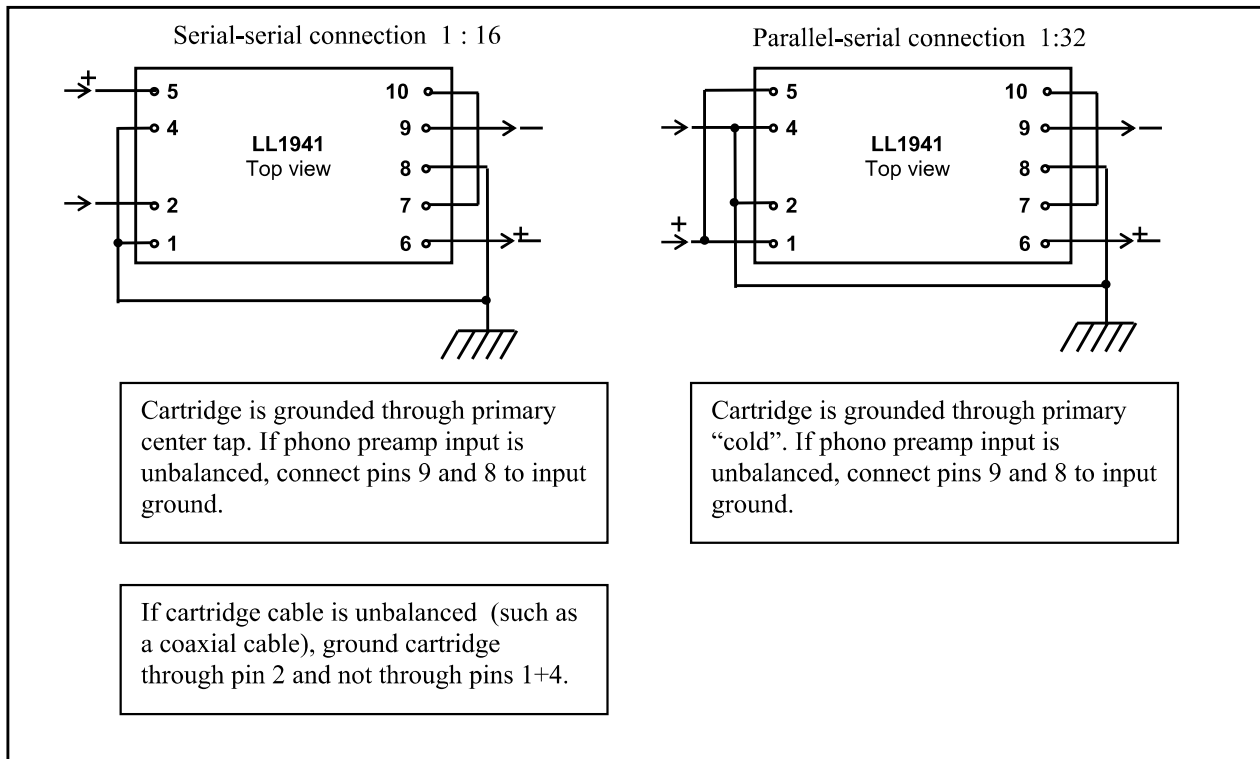 Serial-serial connection 1 : 16
+
5
4
2
1
LL1941
Top view
10
9
8
7
6
+
Parallel-serial connection 1:32
5
4
2
+
1
LL1941
Top view
10
9
8
7
6
+
Cartridge is grounded through primary
center tap. If phono preamp input is
unbalanced, connect pins 9 and 8 to input
ground.
Cartridge is grounded through primary
“cold”. If phono preamp input is
unbalanced, connect pins 9 and 8 to input
ground.
If cartridge cable is unbalanced (such as
a coaxial cable), ground cartridge
through pin 2 and not through pins 1+4.